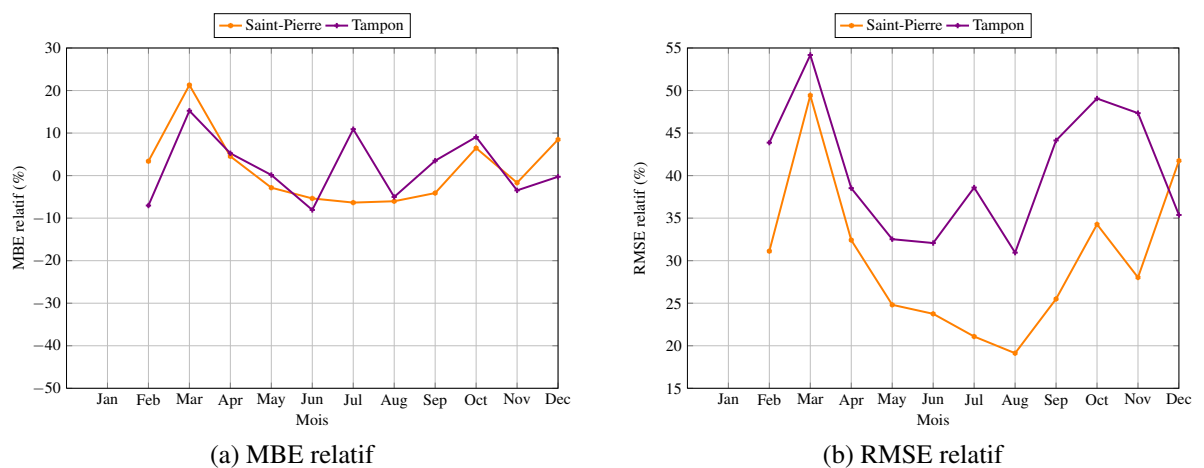 Saint-Pierre Tampon
30
20
10
0
−10
−20
−30
−40
−50
MBE relatif (%)
Jan Feb Mar Apr May Jun Jul Aug Sep Oct Nov Dec
Mois
(a) MBE relatif
Saint-Pierre Tampon
55
50
45
40
35
30
25
20
15
RMSE relatif (%)
Jan Feb Mar Apr May Jun Jul Aug Sep Oct Nov Dec
Mois
(b) RMSE relatif